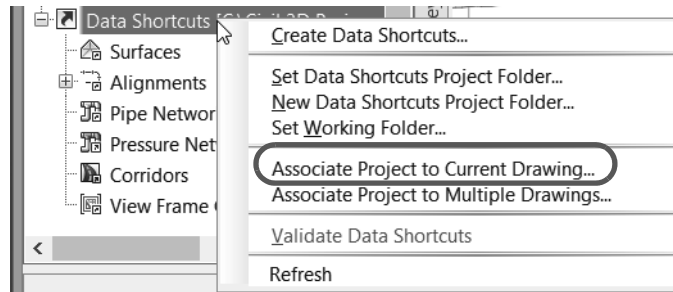 Data Shortcuts [C:\Civil 3D Proj
Create Data Shortcuts...
Surfaces
Alignments
Set Data Shortcuts Project Folder...
New Data Shortcuts Project Folder...
Pipe Networ
Set Working Folder...
Pressure Net
Corridors
Associate Project to Current Drawing...
View Frame
Associate Project to Multiple Drawings...
Validate Data Shortcuts
Refresh